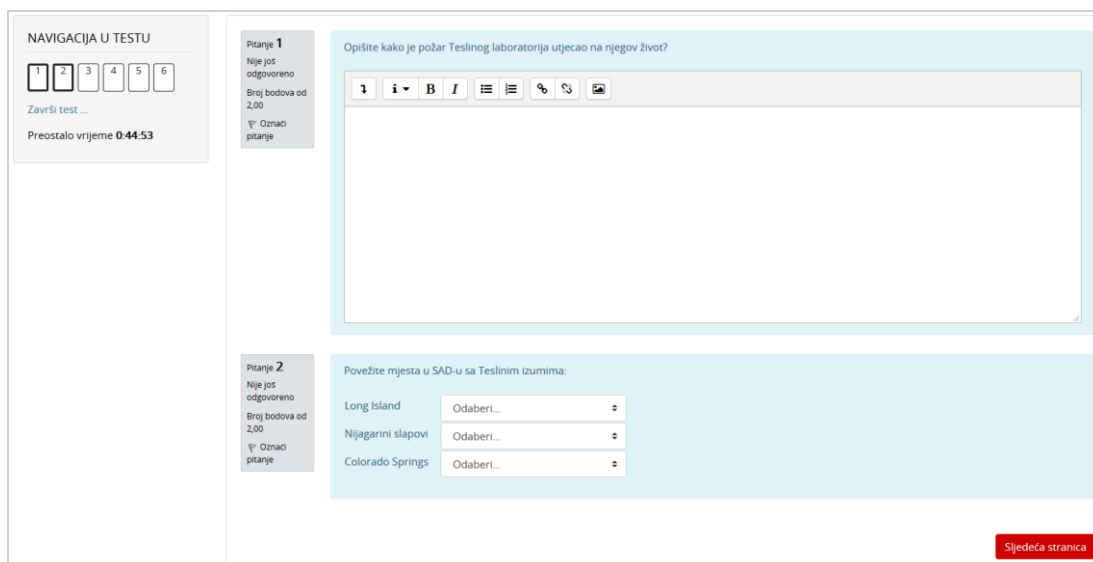 NAVIGACIJA U TESTU
1 2 3 4 5 6
Završi test ...
Preostalo vrijeme 0:44:53
Pitanje 1
Nije još
odgovoreno
Broj bodova od
2,00
Označi
pitanje
Opišite kako je požar Teslinog laboratorija utjecao na njegov život?
i B I
Pitanje 2
Nije još
odgovoreno
Broj bodova od
2,00
Označi
pitanje
Povežite mjesta u SAD-u sa Teslinim izumima:
Long Island Odaberi...
Nijagarini slapovi Odaberi...
Colorado Springs Odaberi...
Sljedeća stranica